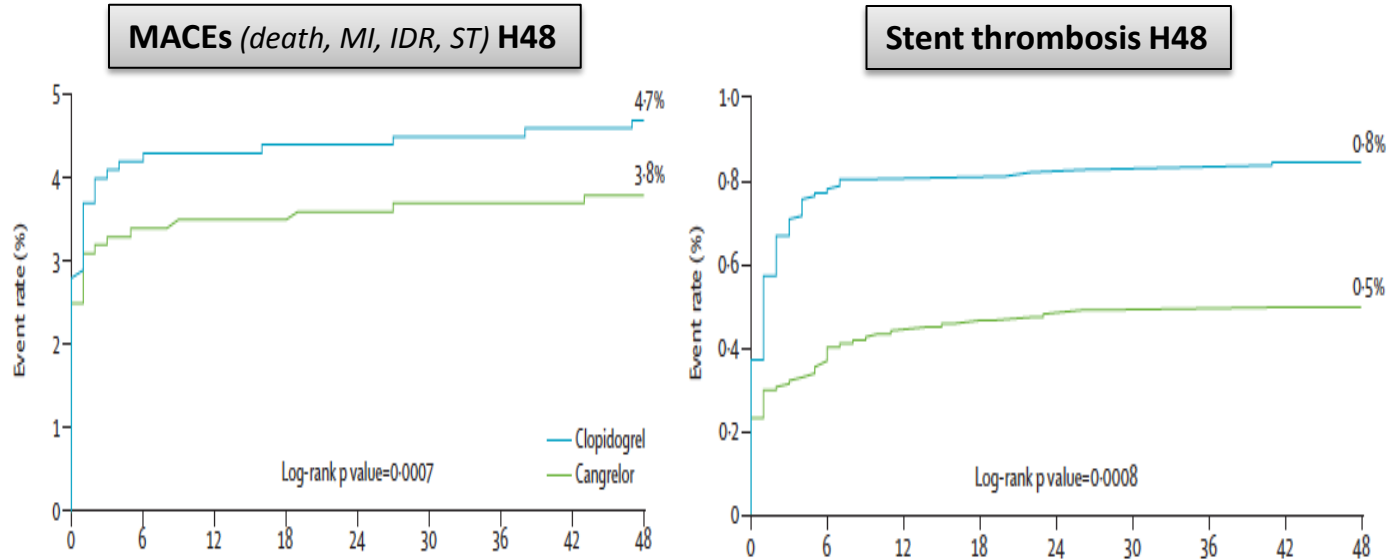 MACEs (death, MI, IDR, ST) H48
5
4
3
2
1
0
Event rate (%)
4·7%
3·8%
Clopidogrel
Cangrelor
Log-rank p value=0·0007
0 6 12 18 24 30 36 42 48
Stent thrombosis H48
1·0
0·8
0·6
0·4
0·2
0
Event rate (%)
0·8%
0·5%
Log-rank p value=0·0008
0 6 12 18 24 30 36 42 48